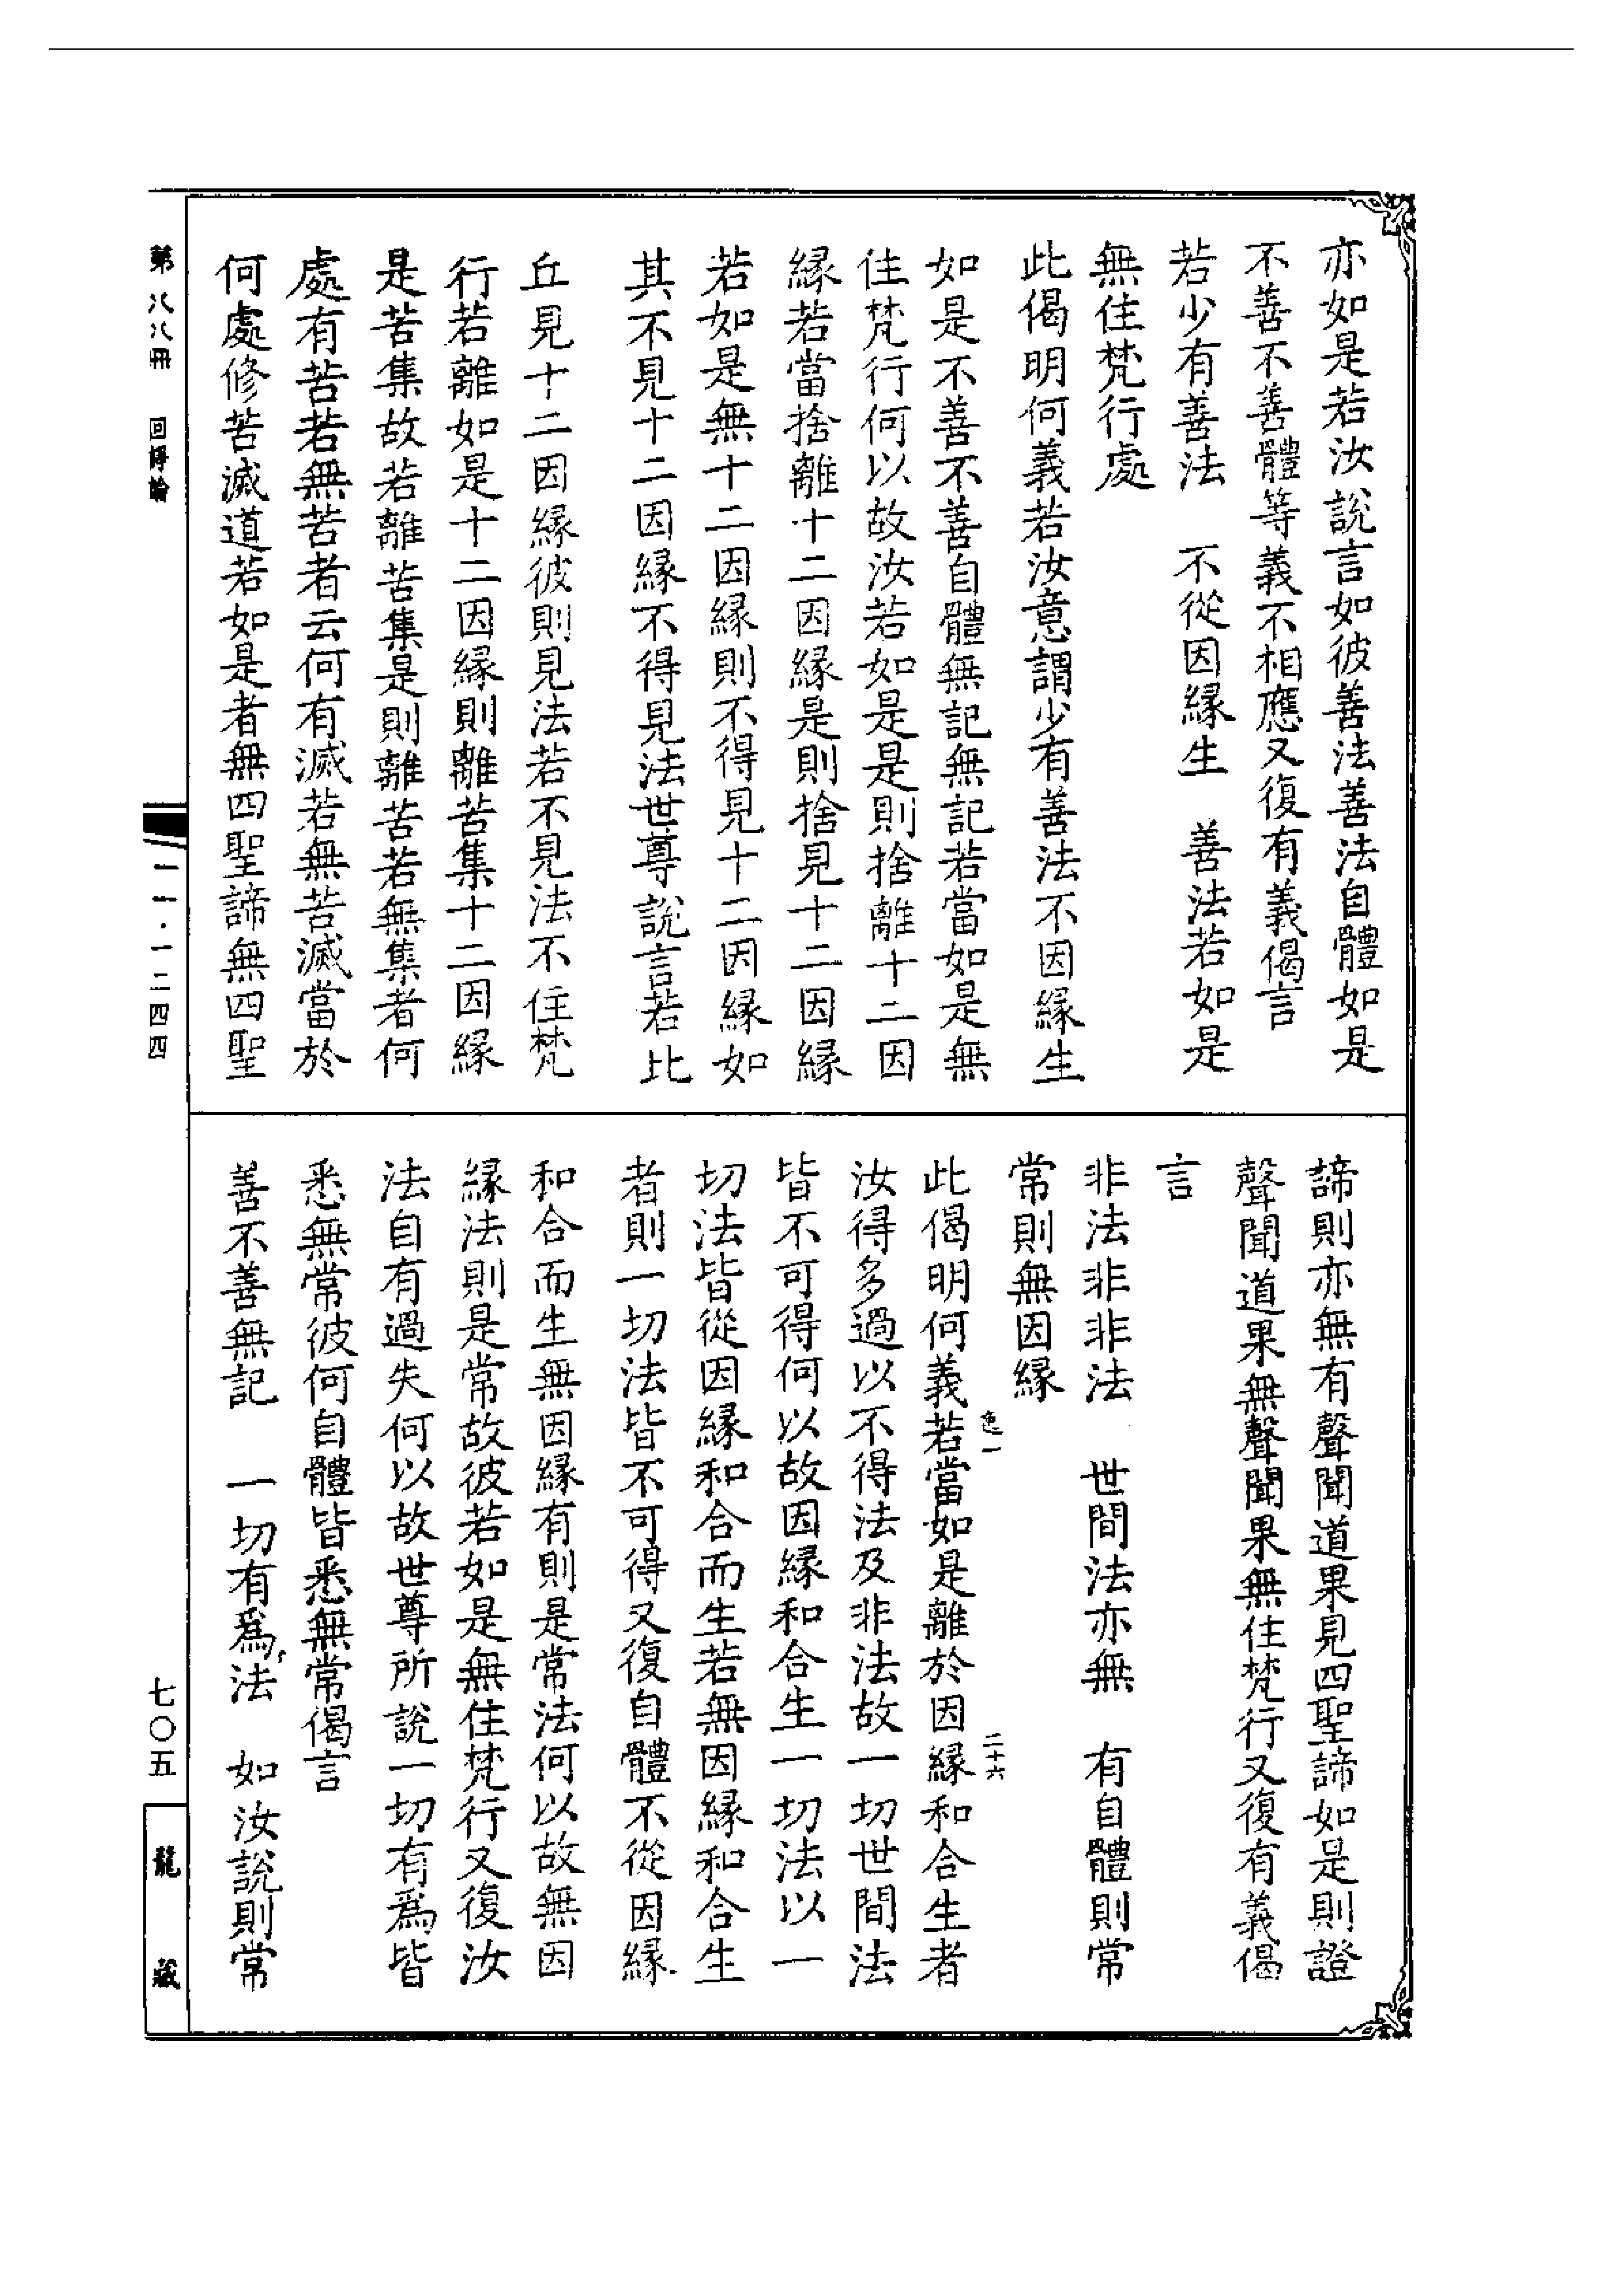 亦如是若汝說言如彼善法善法自體如是
不善不善體等義不相應又復有義偈言
若少有善法　不從因緣生　善法若如是
無住梵行處
此偈明何義若汝意謂少有善法不因緣生
如是不善不善自體無記無記若當如是無
住梵行何以故汝若如是是則捨離十二因
緣若當捨離十二因緣是則捨見十二因緣
若如是無十二因緣則不得見十二因緣如
其不見十二因緣不得見法世尊說言若比
丘見十二因緣彼則見法若不見法不住梵
行若離如是十二因緣則離苦集十二因緣
是苦集故若離苦集是則離苦若無集者何
處有苦若無苦者云何有滅若無苦滅當於
何處修苦滅道若如是者無四聖諦無四聖
諦則亦無有聲聞道果見四聖諦如是則證
聲聞道果無聲聞果無住梵行又復有義偈
言
非法非非法　世間法亦無　有自體則常
常則無因緣
此偈明何義若當如是離於因緣和合生者
汝得多過以不得法及非法故一切世間法
皆不可得何以故因緣和合生一切法以一
切法皆從因緣和合而生若無因緣和合生
者則一切法皆不可得又復自體不從因緣
和合而生無因緣有則是常法何以故無因
緣法則是常故彼若如是無住梵行又復汝
法自有過失何以故世尊所說一切有為皆
悉無常彼何自體皆悉無常偈言
善不善無記　一切有為法　如汝說則常
二十六
第八八冊　回諍論
一一·一二四四
七〇五
龍藏